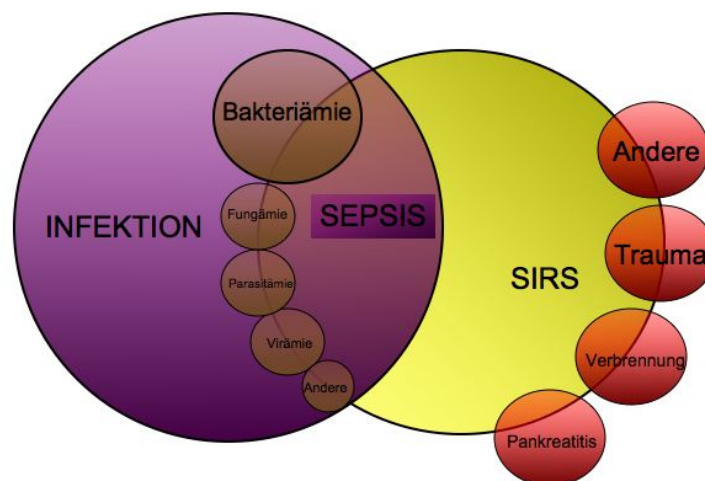 Bakteriämie
Andere
Fungämie
SEPSIS
INFEKTION
Trauma
Parasitämie
SIRS
Virämie
Verbrennung
Andere
Pankreatitis